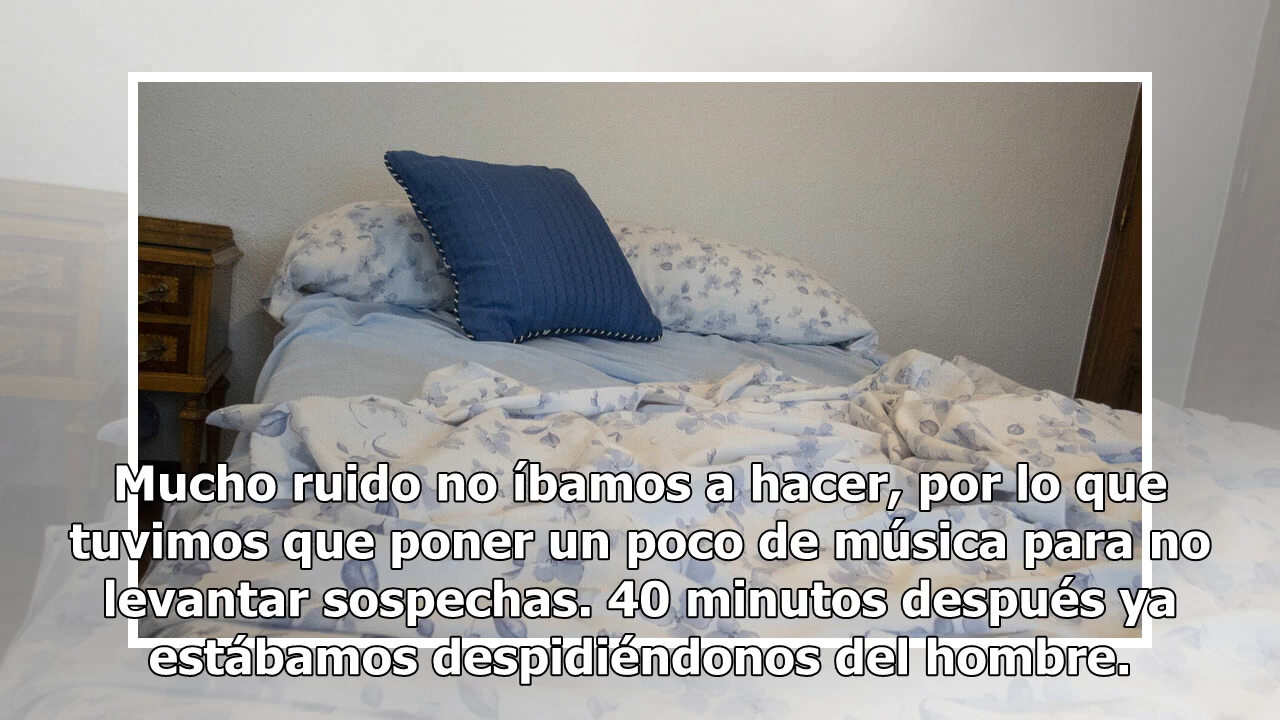 Mucho ruido no íbamos a hacer, por lo que
tuvimos que poner un poco de música para no
levantar sospechas. 40 minutos después ya
estábamos despidiéndonos del hombre.